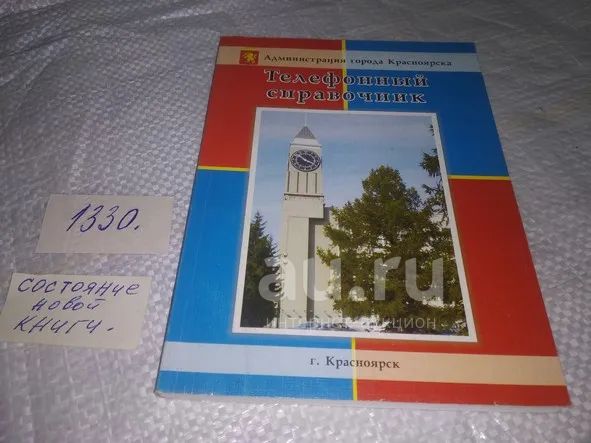 Администрация города Красноярска
Телефонный
справочник
1330.
состояние
новой
книги.
au.ru
интернет-аукцион
г. Красноярск